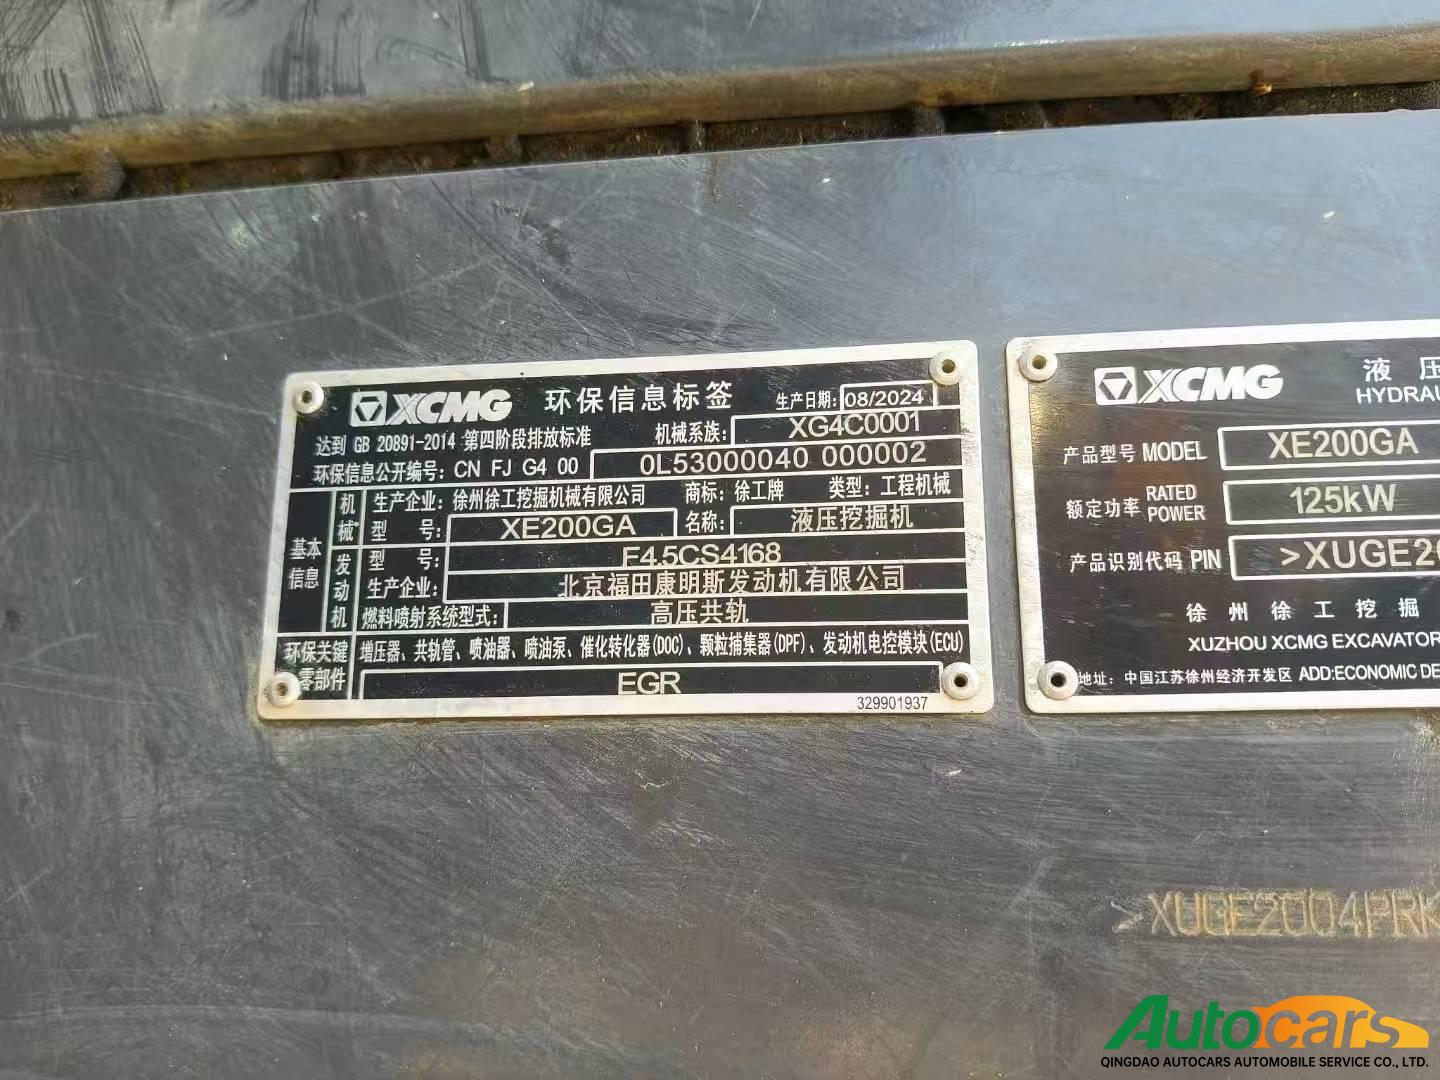 XCMG 环保信息标签 生产日期: 08/2024
达到 GB 20891-2014 第四阶段排放标准 机械系族: XG4C0001
环保信息公开编号: CN FJ G4 00 0L53000040 000002
基本信息
机械
生产企业: 徐州徐工挖掘机械有限公司 商标: 徐工牌 类型: 工程机械
型 号: XE200GA 名称: 液压挖掘机
发动机
型 号: F4.5CS4168
生产企业: 北京福田康明斯发动机有限公司
燃料喷射系统型式: 高压共轨
环保关键零部件
增压器、共轨管、喷油器、喷油泵、催化转化器(DOC)、颗粒捕集器(DPF)、发动机电控模块(ECU)
EGR
329901937
XCMG 液压
HYDRAU
产品型号 MODEL XE200GA
额定功率 RATED POWER 125kW
产品识别代码 PIN >XUGE20
徐州徐工挖掘
XUZHOU XCMG EXCAVATOR
地址: 中国江苏徐州经济开发区 ADD:ECONOMIC DE
>XUGE2004PRK
Autocars
QINGDAO AUTOCARS AUTOMOBILE SERVICE CO., LTD.